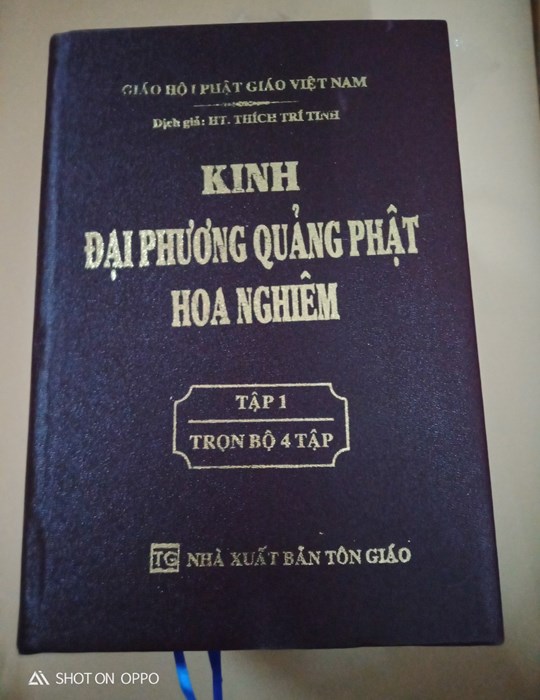 GIÁO HỘI PHẬT GIÁO VIỆT NAM
Dịch giả: HT. THÍCH TRÍ TỊNH
KINH
ĐẠI PHƯƠNG QUẢNG PHẬT
HOA NGHIÊM
TẬP 1
TRỌN BỘ 4 TẬP
TG NHÀ XUẤT BẢN TÔN GIÁO
SHOT ON OPPO